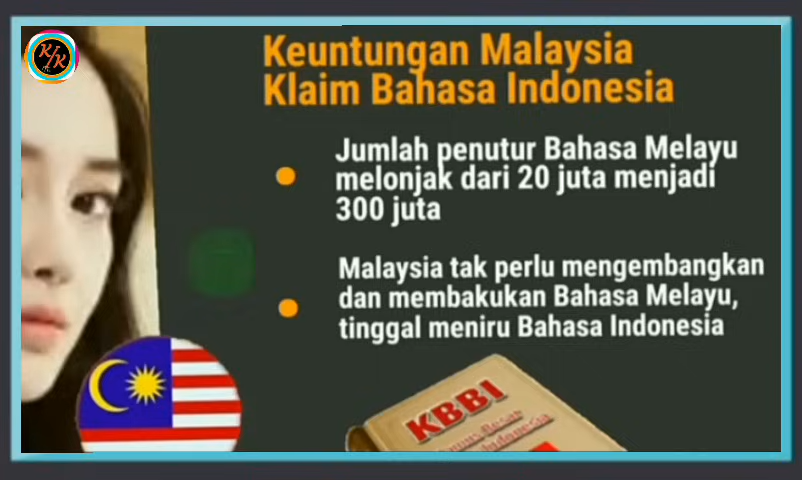 KJK
Keuntungan Malaysia
Klaim Bahasa Indonesia
Jumlah penutur Bahasa Melayu
melonjak dari 20 juta menjadi
300 juta
Malaysia tak perlu mengembangkan
dan membakukan Bahasa Melayu,
tinggal meniru Bahasa Indonesia
KBBI